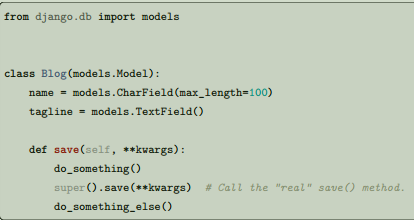 from django.db import models
class Blog(models.Model):
    name = models.CharField(max_length=100)
    tagline = models.TextField()
    def save(self, **kwargs):
        do_something()
        super().save(**kwargs)  # Call the "real" save() method.
        do_something_else()